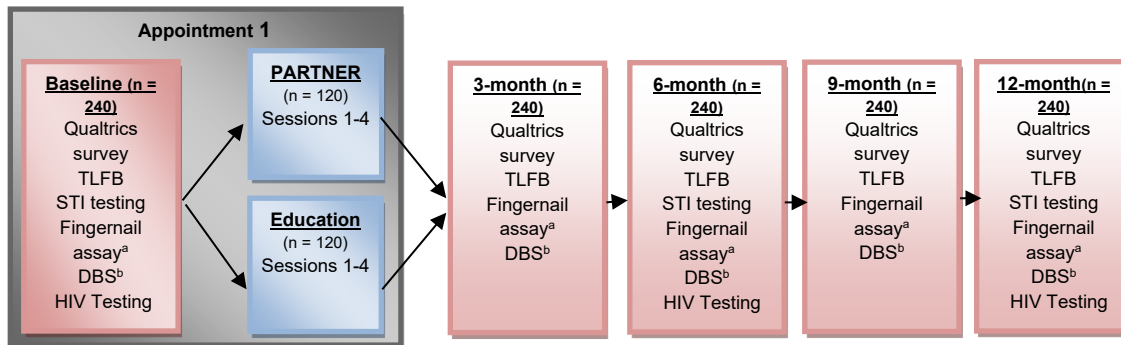 Appointment 1
Baseline (n =
240)
Qualtrics
survey
TLFB
STI testing
Fingernail
assayᵃ
DBSᵇ
HIV Testing
PARTNER
(n = 120)
Sessions 1-4
Education
(n = 120)
Sessions 1-4
3-month (n =
240)
Qualtrics
survey
TLFB
Fingernail
assayᵃ
DBSᵇ
6-month (n =
240)
Qualtrics
survey
TLFB
STI testing
Fingernail
assayᵃ
DBSᵇ
HIV Testing
9-month (n =
240)
Qualtrics
survey
TLFB
Fingernail
assayᵃ
DBSᵇ
12-month(n =
240)
Qualtrics
survey
TLFB
STI testing
Fingernail
assayᵃ
DBSᵇ
HIV Testing